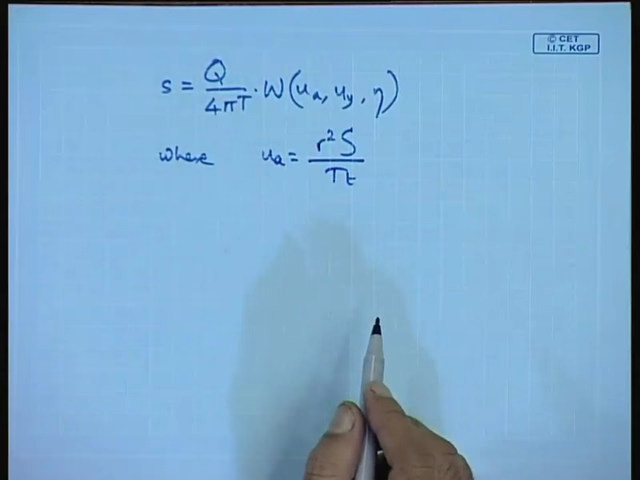 © CET
I.I.T. KGP
s = Q/4πT · W(u_a, u_y, η)
where u_a = r²S/Tt